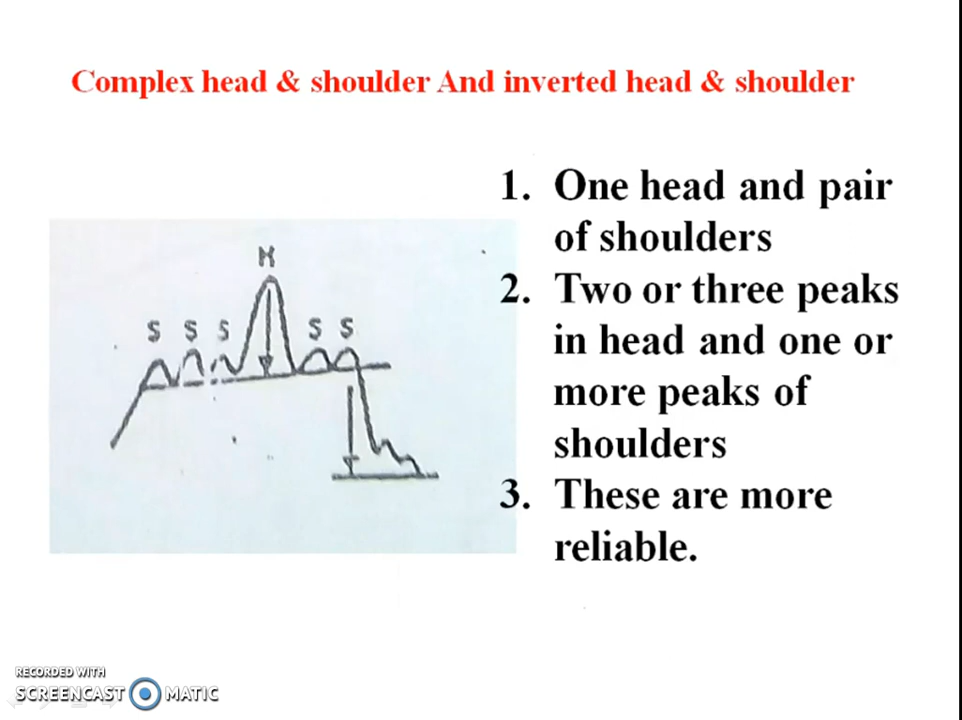 Complex head & shoulder And inverted head & shoulder
1. One head and pair
of shoulders
2. Two or three peaks
in head and one or
more peaks of
shoulders
3. These are more
reliable.
H
S S S S S
RECORDED WITH
SCREENCAST MATIC